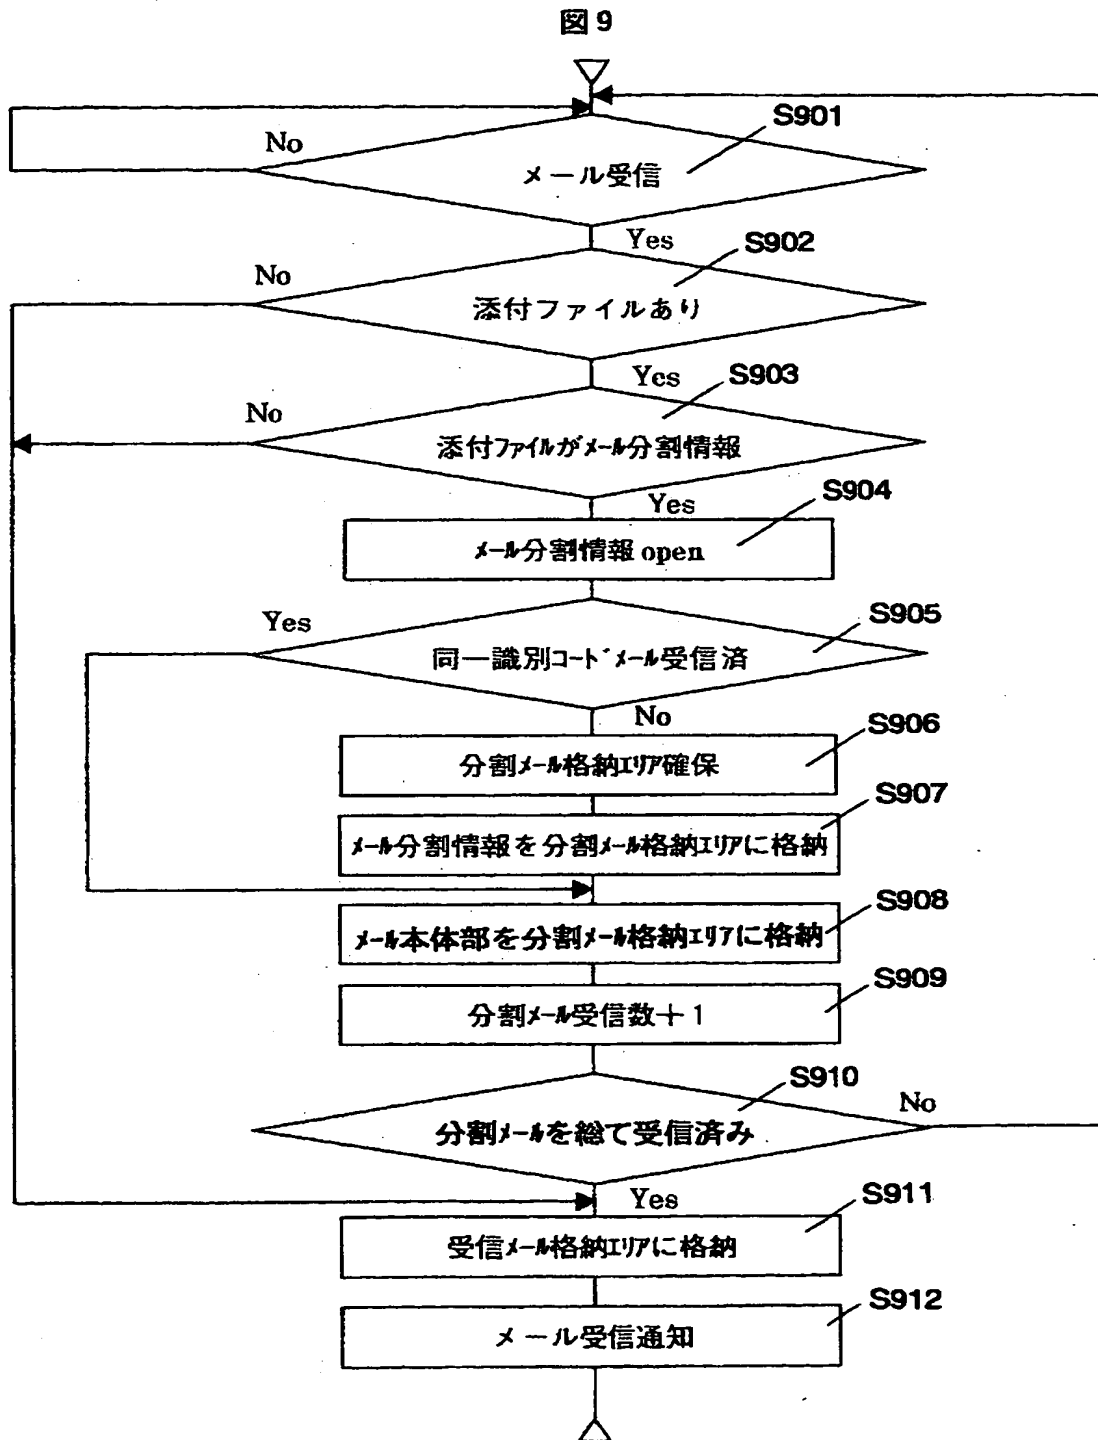 図9
S901
No
メール受信
Yes
S902
No
添付ファイルあり
Yes
S903
No
添付ファイルがメール分割情報
Yes
S904
メール分割情報 open
Yes
S905
同一識別コードメール受信済
No
S906
分割メール格納エリア確保
S907
メール分割情報を分割メール格納エリアに格納
S908
メール本体部を分割メール格納エリアに格納
S909
分割メール受信数+1
S910
No
分割メールを総て受信済み
Yes
S911
受信メール格納エリアに格納
S912
メール受信通知